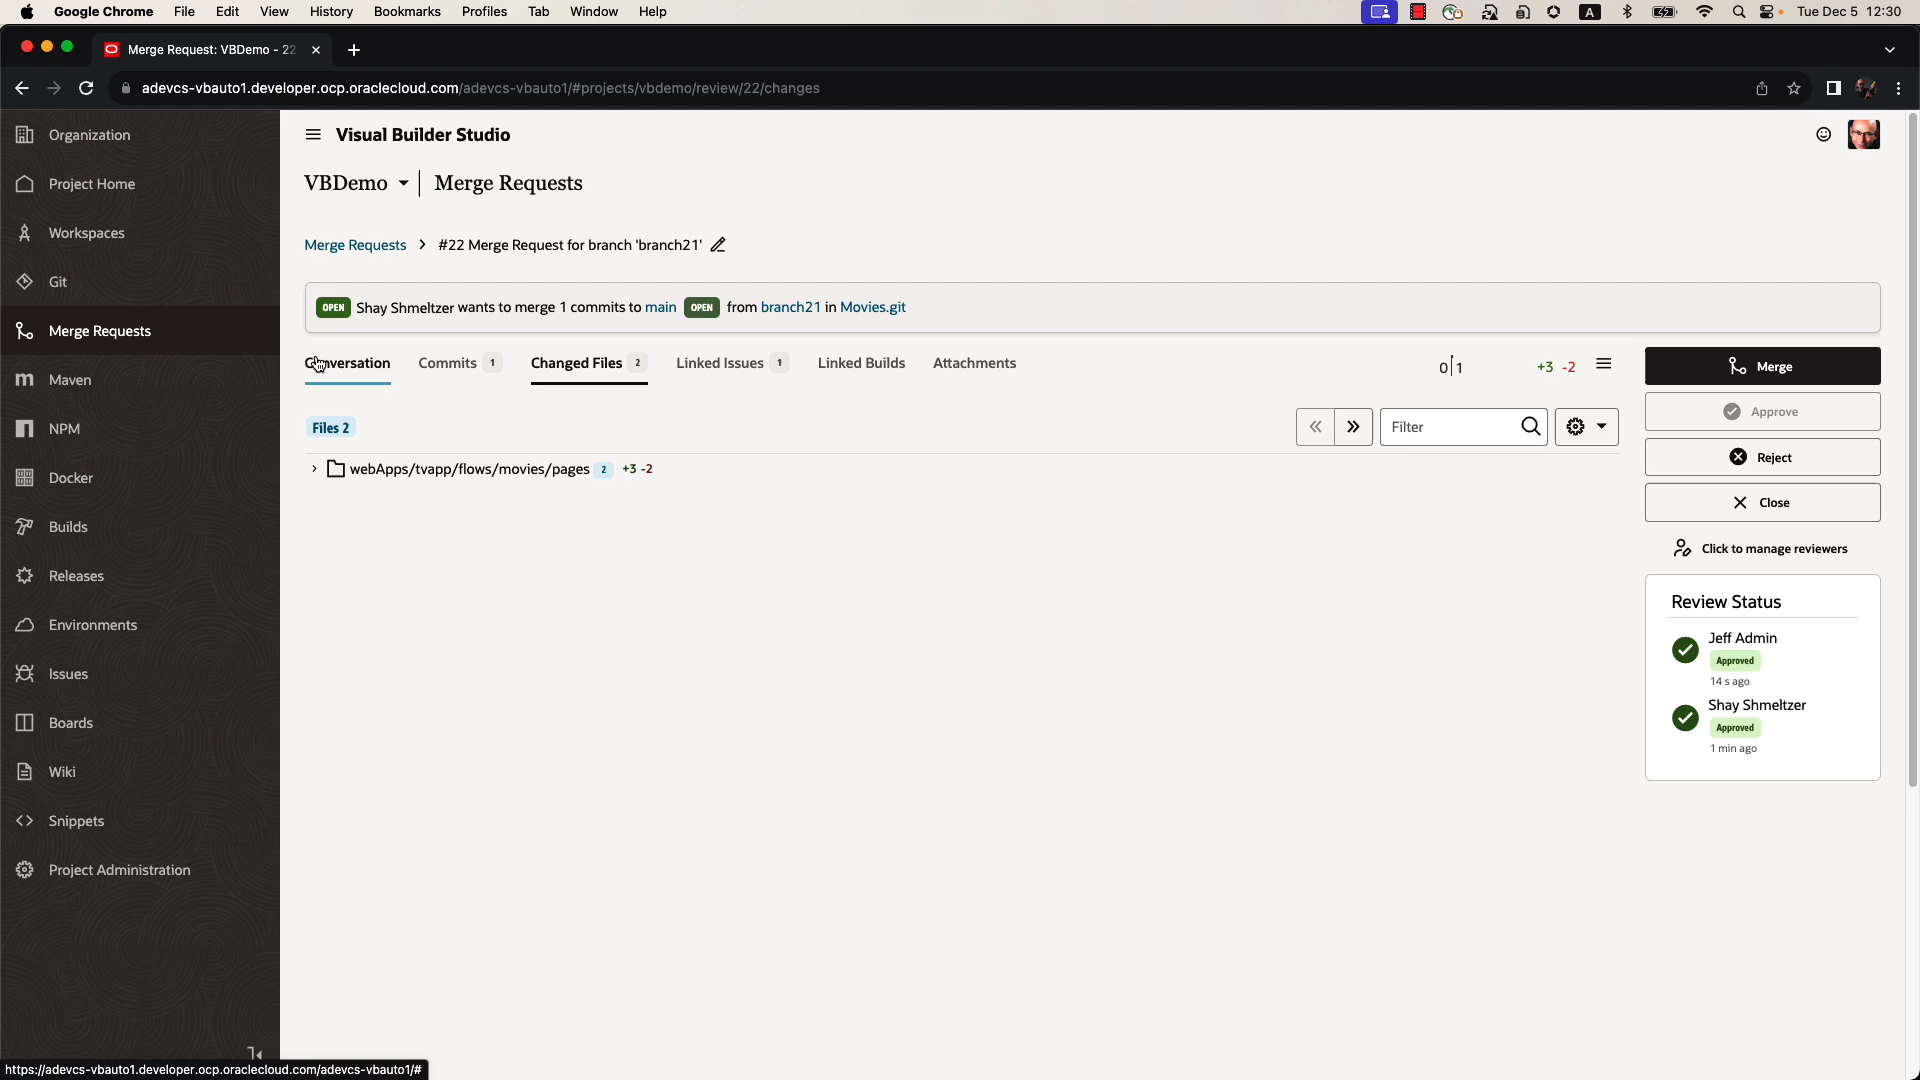 Google Chrome File Edit View History Bookmarks Profiles Tab Window Help A Tue Dec 5 12:30
Merge Request: VBDemo - 22
adevcs-vbauto1.developer.ocp.oraclecloud.com/adevcs-vbauto1/#projects/vbdemo/review/22/changes
Organization
Project Home
Workspaces
Git
Merge Requests
Maven
NPM
Docker
Builds
Releases
Environments
Issues
Boards
Wiki
Snippets
Project Administration
Visual Builder Studio
VBDemo Merge Requests
Merge Requests > #22 Merge Request for branch 'branch21'
OPEN Shay Shmeltzer wants to merge 1 commits to main OPEN from branch21 in Movies.git
Conversation Commits 1 Changed Files 2 Linked Issues 1 Linked Builds Attachments 0|1 +3 -2
Files 2 Filter
webApps/tvapp/flows/movies/pages 2 +3 -2
Merge
Approve
Reject
Close
Click to manage reviewers
Review Status
Jeff Admin
Approved
14 s ago
Shay Shmeltzer
Approved
1 min ago
https://adevcs-vbauto1.developer.ocp.oraclecloud.com/adevcs-vbauto1/#